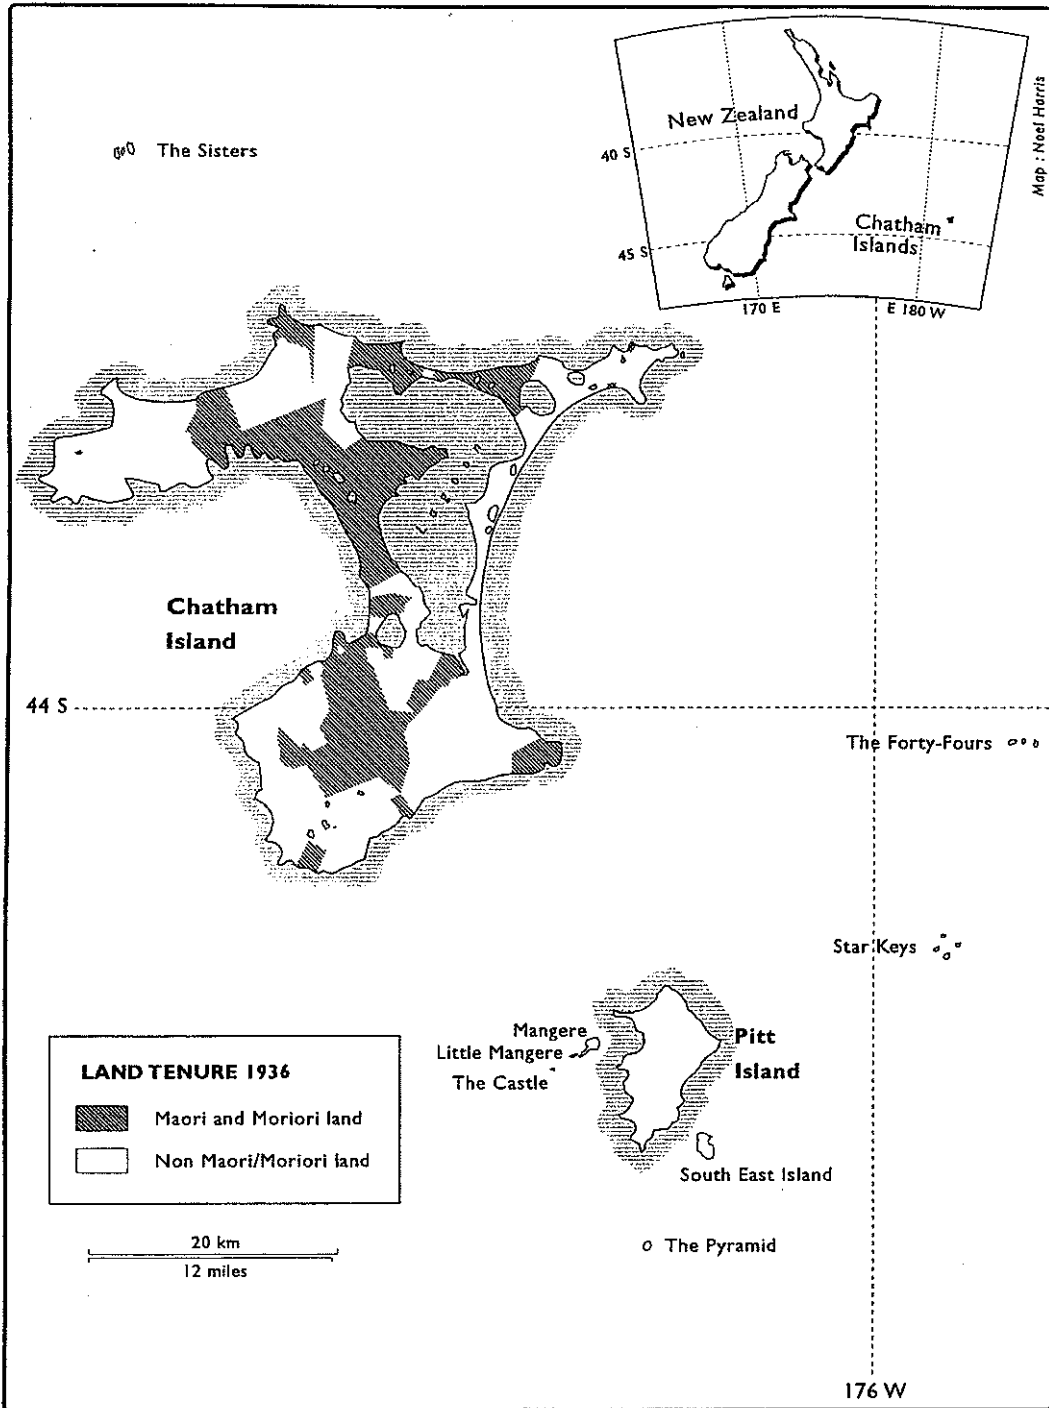 Map : Noel Harris
New Zealand
40 S
Chatham
Islands
45 S
170 E
E 180 W
The Sisters
Chatham
Island
44 S
The Forty-Fours
Star Keys
Mangere
Little Mangere
The Castle
Pitt
Island
South East Island
The Pyramid
LAND TENURE 1936
Maori and Moriori land
Non Maori/Moriori land
20 km
12 miles
176 W